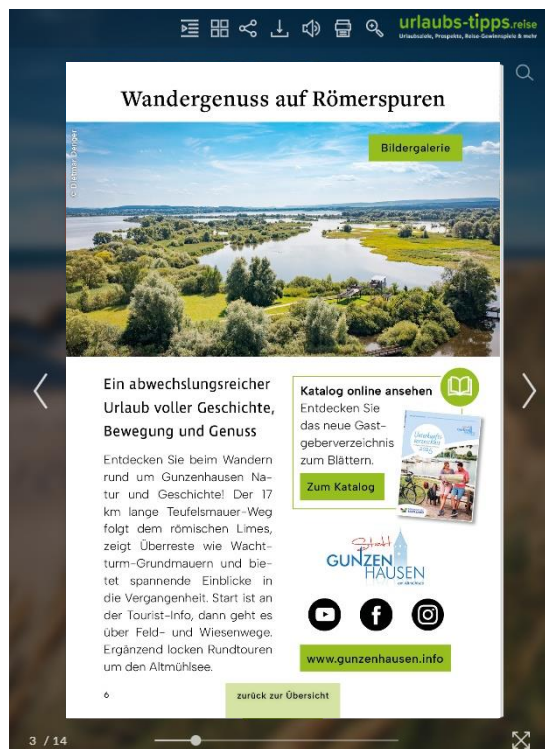 urlaubs-tipps.reise
Urlaubsziele, Prospekte, Reise-Gewinnspiele & mehr
Wandergenuss auf Römerspuren
© Dietmar Denger
Bildergalerie
Ein abwechslungsreicher
Urlaub voller Geschichte,
Bewegung und Genuss
Entdecken Sie beim Wandern
rund um Gunzenhausen Na-
tur und Geschichte! Der 17
km lange Teufelsmauer-Weg
folgt dem römischen Limes,
zeigt Überreste wie Wacht-
turm-Grundmauern und bie-
tet spannende Einblicke in
die Vergangenheit. Start ist an
der Tourist-Info, dann geht es
über Feld- und Wiesenwege.
Ergänzend locken Rundtouren
um den Altmühlsee.
Katalog online ansehen
Entdecken Sie
das neue Gast-
geberverzeichnis
zum Blättern.
Zum Katalog
Stadt
GUNZEN
HAUSEN
www.gunzenhausen.info
6
zurück zur Übersicht
3 / 14